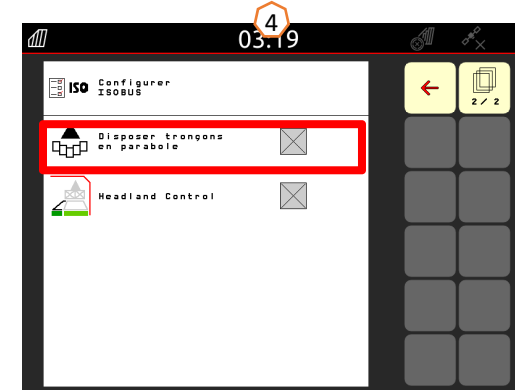 4
03:19
ISO Configurer
ISOBUS
2 / 2
Disposer tronçons
en parabole
Headland Control